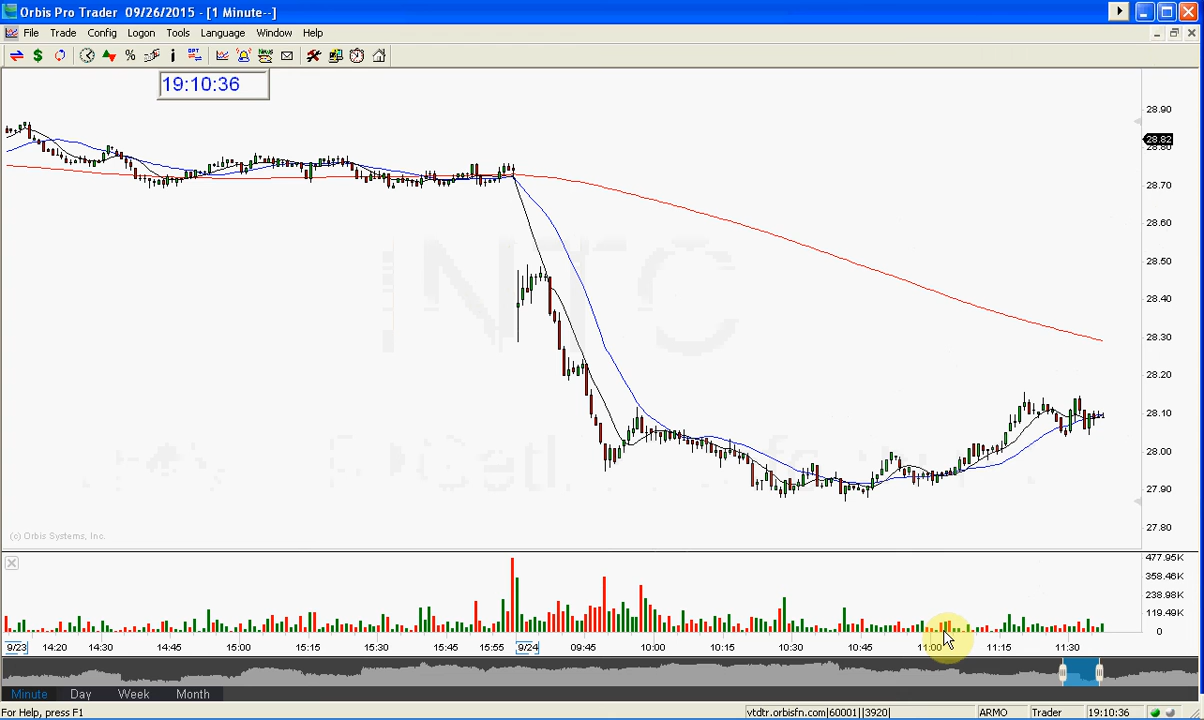 Orbis Pro Trader 09/26/2015 - [1 Minute--]
File Trade Config Logon Tools Language Window Help
19:10:36
28.90
28.82
28.80
28.70
28.60
28.50
28.40
28.30
28.20
28.10
28.00
27.90
27.80
NTC
(c) Orbis Systems, Inc.
477.95K
358.46K
238.98K
119.49K
0
9/23 14:20 14:30 14:45 15:00 15:15 15:30 15:45 15:55 9/24 09:45 10:00 10:15 10:30 10:45 11:00 11:15 11:30
Minute Day Week Month
For Help, press F1 vtdtr.orbisfn.com|60001||3920| ARMO Trader 19:10:36